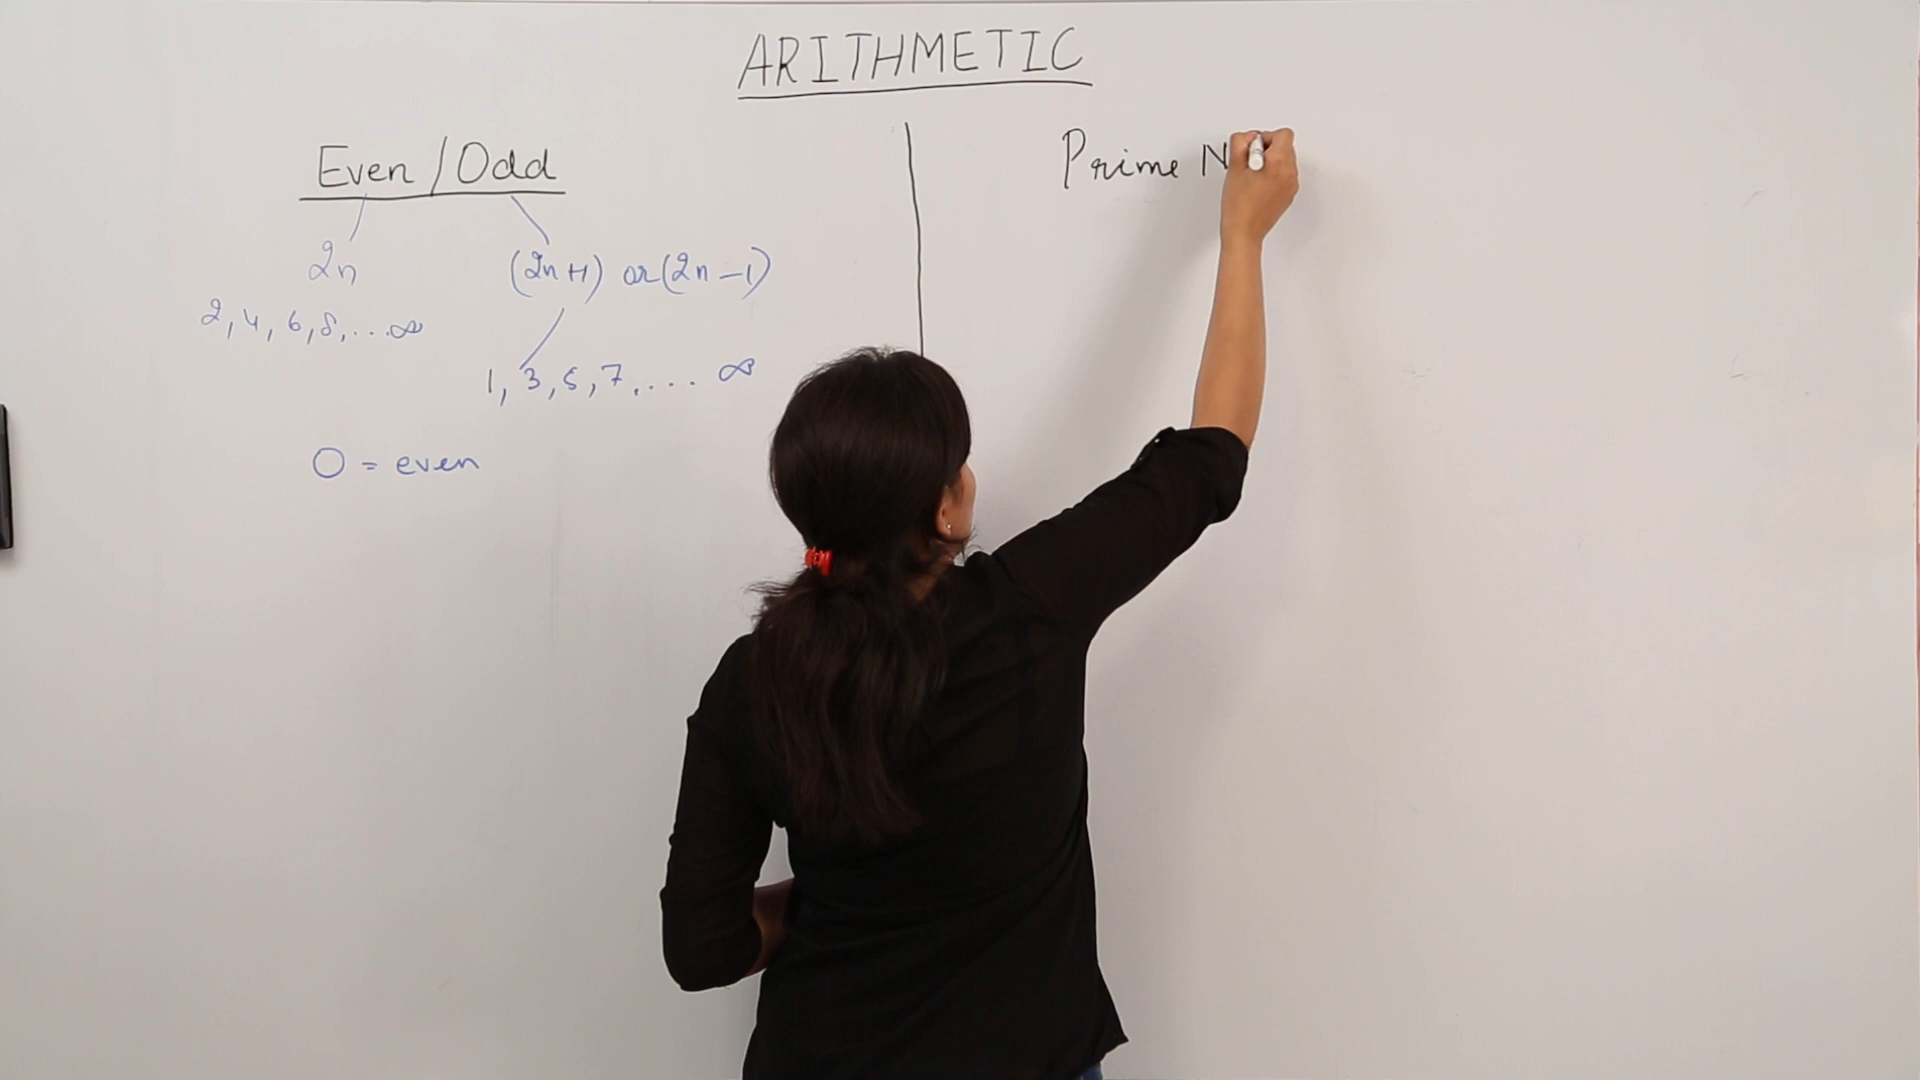 ARITHMETIC
Even / Odd
2n
(2n+1) or (2n-1)
2, 4, 6, 8, ... ∞
1, 3, 5, 7, .... ∞
0 = even
Prime N